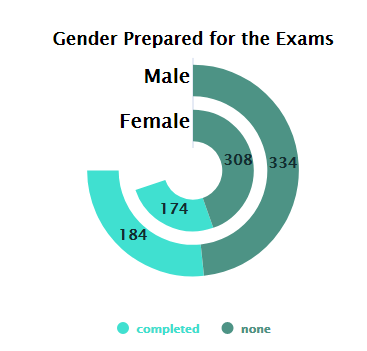 Gender Prepared for the Exams
Male
Female
308
334
174
184
completed none